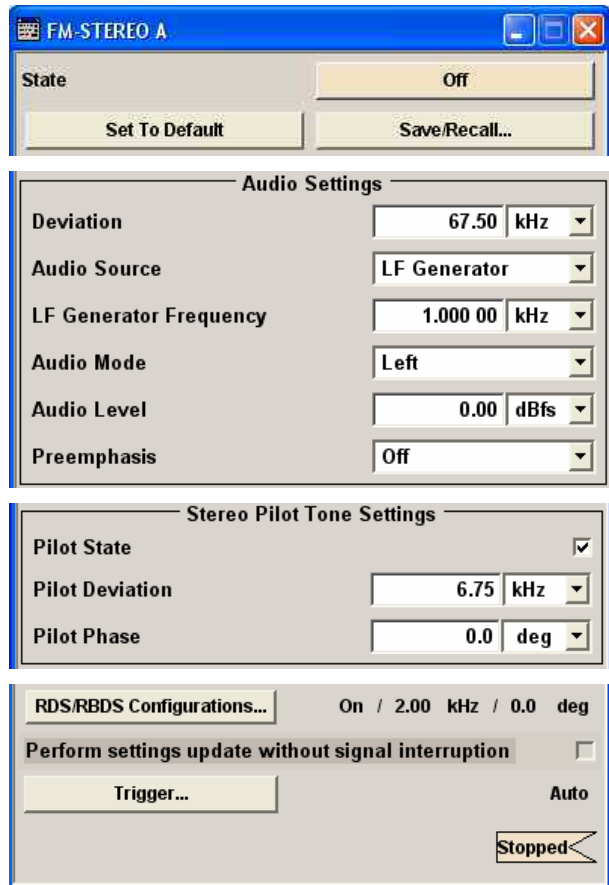 FM-STEREO A
State Off
Set To Default Save/Recall...
Audio Settings
Deviation 67.50 kHz
Audio Source LF Generator
LF Generator Frequency 1.000 00 kHz
Audio Mode Left
Audio Level 0.00 dBfs
Preemphasis Off
Stereo Pilot Tone Settings
Pilot State
Pilot Deviation 6.75 kHz
Pilot Phase 0.0 deg
RDS/RBDS Configurations... On / 2.00 kHz / 0.0 deg
Perform settings update without signal interruption
Trigger... Auto
Stopped